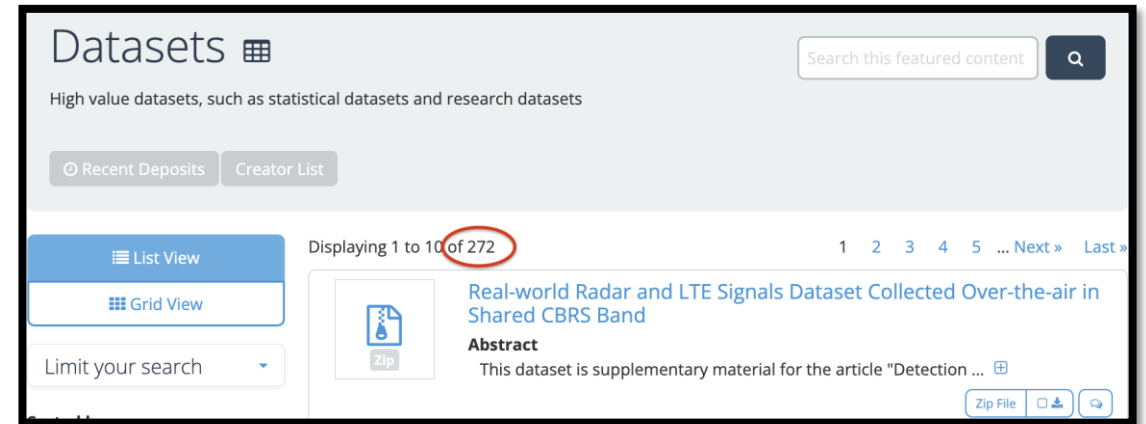 Datasets
Search this featured content
High value datasets, such as statistical datasets and research datasets
Recent Deposits
Creator List
List View
Grid View
Limit your search
Displaying 1 to 10 of 272
1 2 3 4 5 ... Next » Last »
Real-world Radar and LTE Signals Dataset Collected Over-the-air in
Shared CBRS Band
Zip
Abstract
This dataset is supplementary material for the article "Detection ...
Zip File